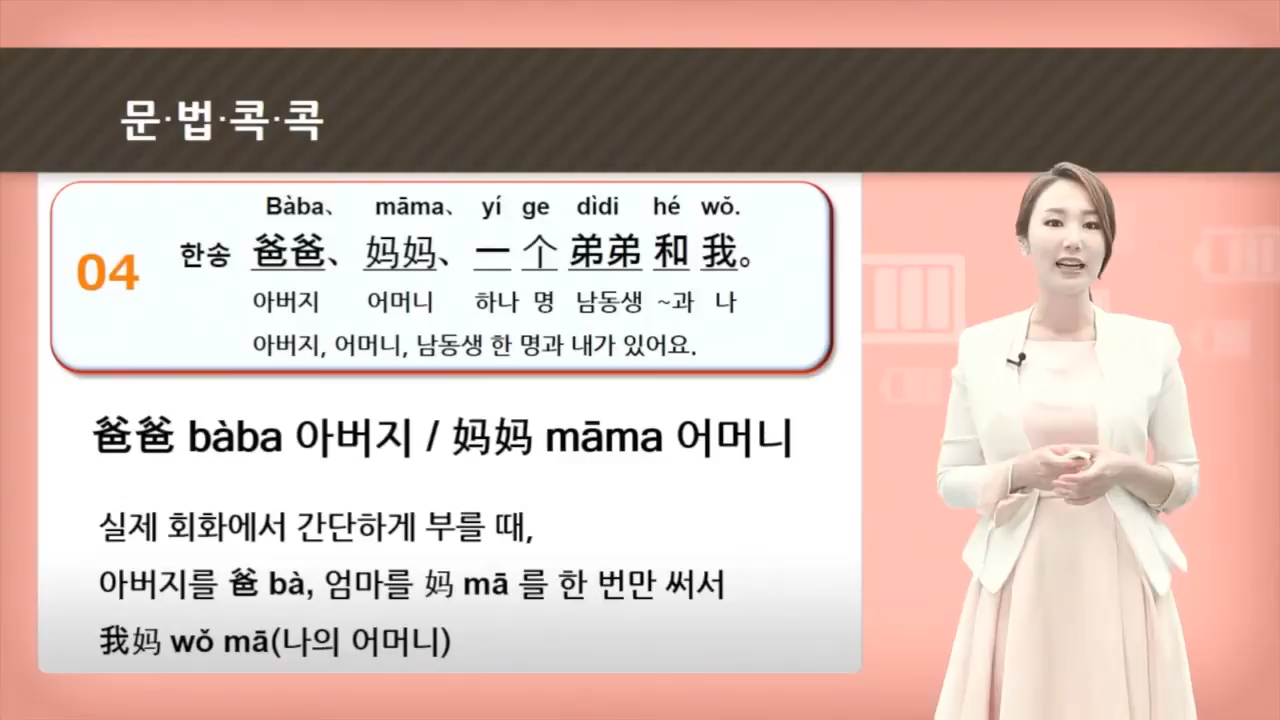 문·법·콕·콕
Bàba、 māma、 yí ge dìdi hé wǒ.
04 한송 爸爸、妈妈、一个弟弟和我。
아버지 어머니 하나 명 남동생 ~과 나
아버지, 어머니, 남동생 한 명과 내가 있어요.
爸爸 bàba 아버지 / 妈妈 māma 어머니
실제 회화에서 간단하게 부를 때,
아버지를 爸 bà, 엄마를 妈 mā 를 한 번만 써서
我妈 wǒ mā(나의 어머니)